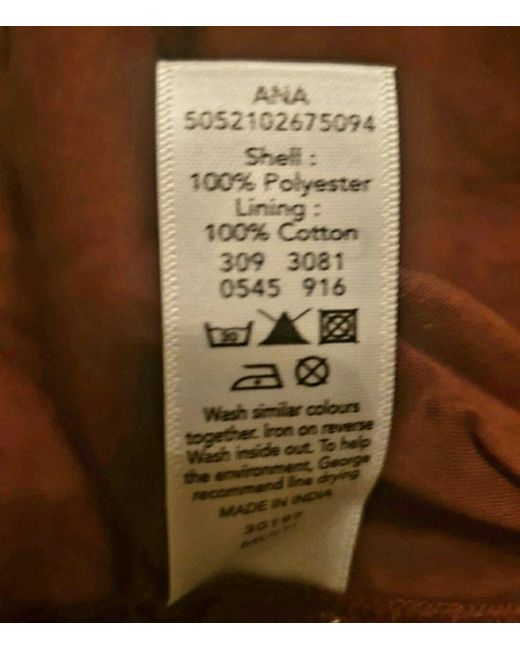 ANA
5052102675094
Shell :
100% Polyester
Lining :
100% Cotton
309 3081
0545 916
30
Wash similar colours
together. Iron on reverse
Wash inside out. To help
the environment, George
recommend line drying
MADE IN INDIA